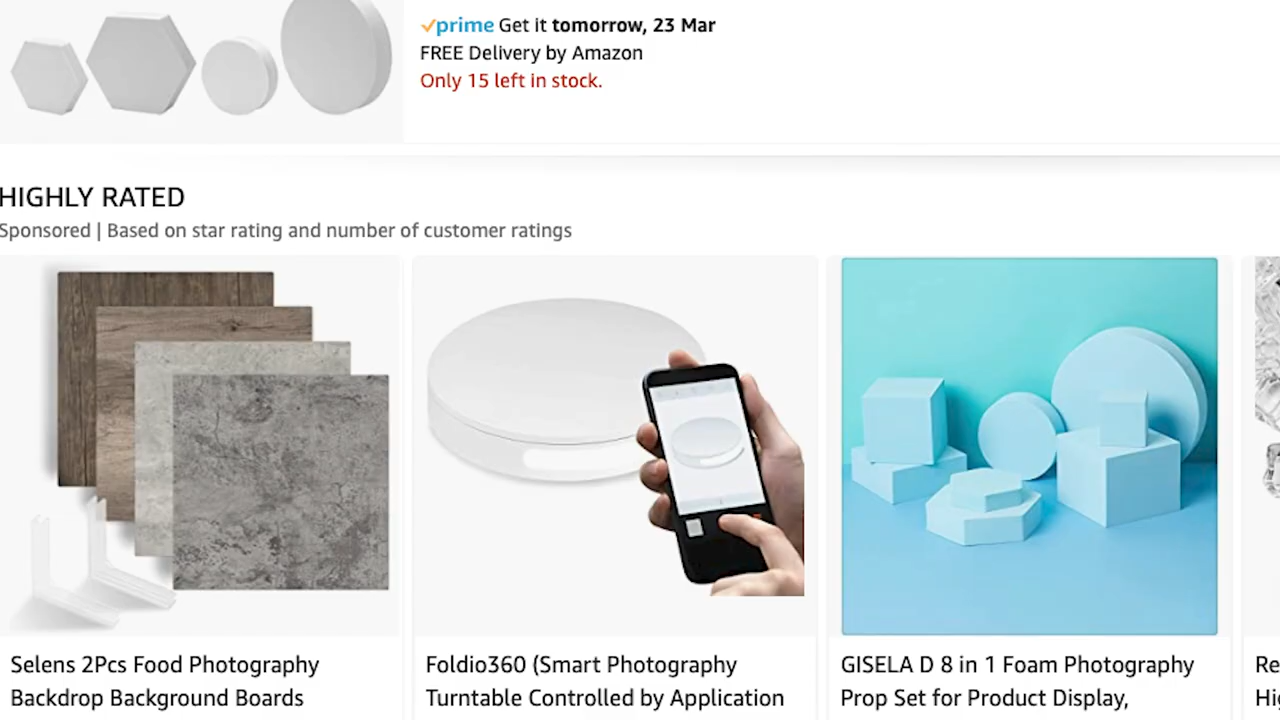 prime Get it tomorrow, 23 Mar
FREE Delivery by Amazon
Only 15 left in stock.
HIGHLY RATED
Sponsored | Based on star rating and number of customer ratings
Selens 2Pcs Food Photography
Backdrop Background Boards
Foldio360 (Smart Photography
Turntable Controlled by Application
GISELA D 8 in 1 Foam Photography
Prop Set for Product Display,
Re
Hig